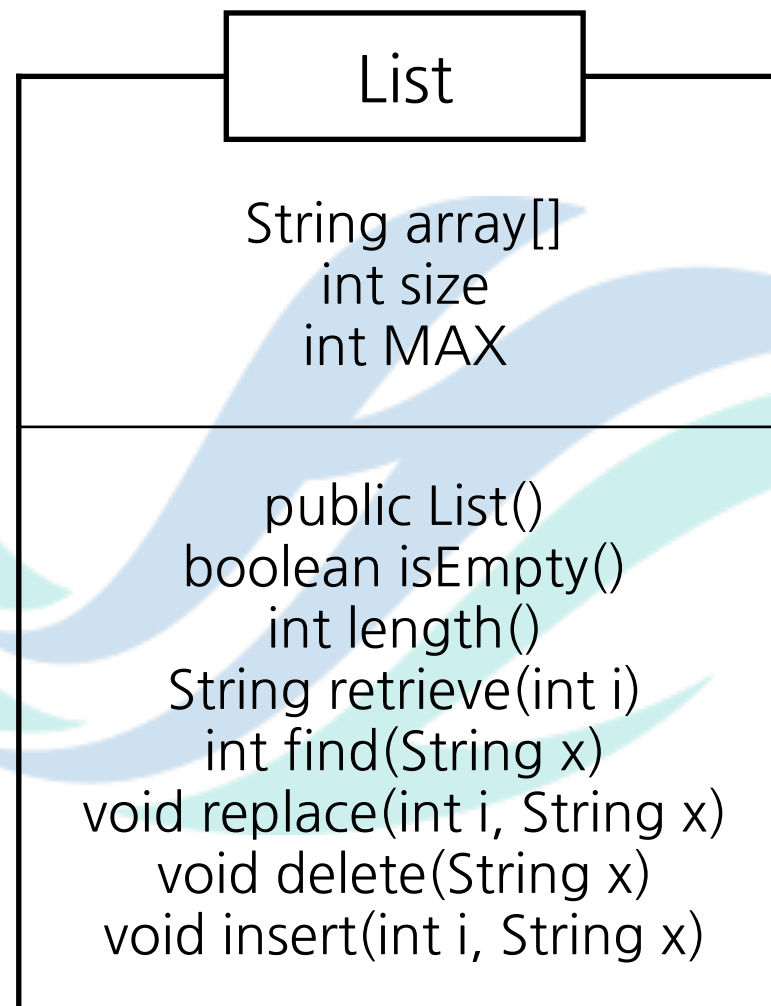 List
String array[]
int size
int MAX
public List()
boolean isEmpty()
int length()
String retrieve(int i)
int find(String x)
void replace(int i, String x)
void delete(String x)
void insert(int i, String x)